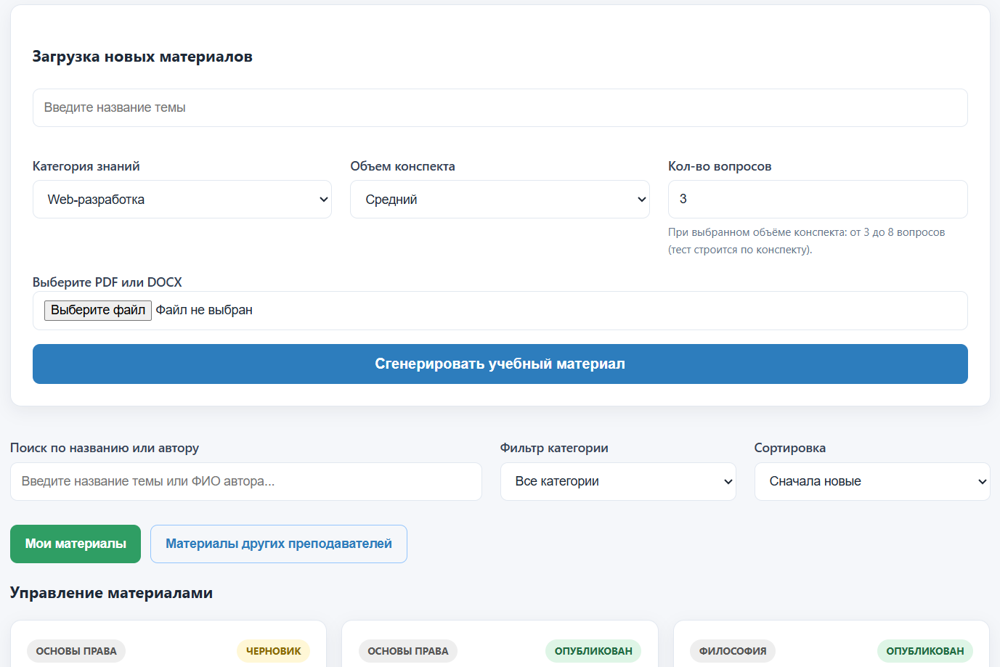 Загрузка новых материалов
Введите название темы
Категория знаний
Объем конспекта
Кол-во вопросов
Web-разработка
Средний
3
При выбранном объёме конспекта: от 3 до 8 вопросов
(тест строится по конспекту).
Выберите PDF или DOCX
Выберите файл Файл не выбран
Сгенерировать учебный материал
Поиск по названию или автору
Фильтр категории
Сортировка
Введите название темы или ФИО автора...
Все категории
Сначала новые
Мои материалы
Материалы других преподавателей
Управление материалами
ОСНОВЫ ПРАВА
ЧЕРНОВИК
ОСНОВЫ ПРАВА
ОПУБЛИКОВАН
ФИЛОСОФИЯ
ОПУБЛИКОВАН